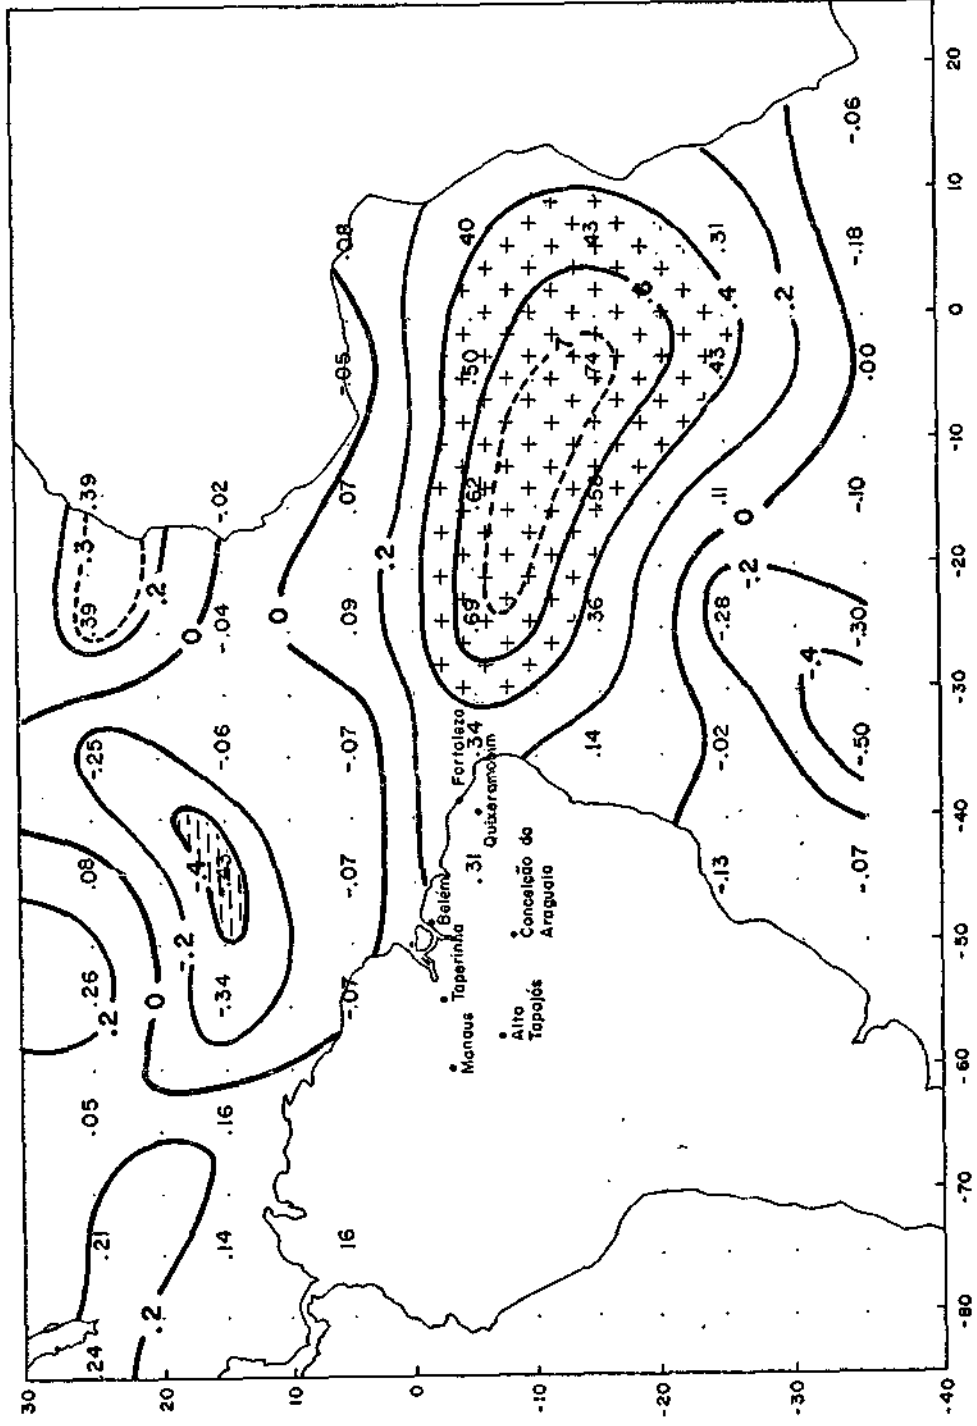 30
.24 .21 .05 .26 .08 -.25 .39 -.3 -.39
.2
.2 0 .2
20
-.2 0
-.4
.14 .16 -.34 -.43 -.06 -.04 -.02
10
0
16 -.07 -.07 -.07 .09 .07 -.05 .08
.2
0
Belém
Taperinha
Fortaleza
Manaus
.31 .34 .69 .62 .50 .40
Quixeramobim
Alto
Tapajós
Conceição do
Araguaia
-10
.7
.14 .36 .58 .74 .43
.6
-20
-.13 -.02 -.28 .11 .43 .31
.4
0
-.2
.2
-30
-.4
-.07 -.50 -.30 -.10 .00 -.18 -.06
-40
-80 -70 -60 -50 -40 -30 -20 -10 0 10 20